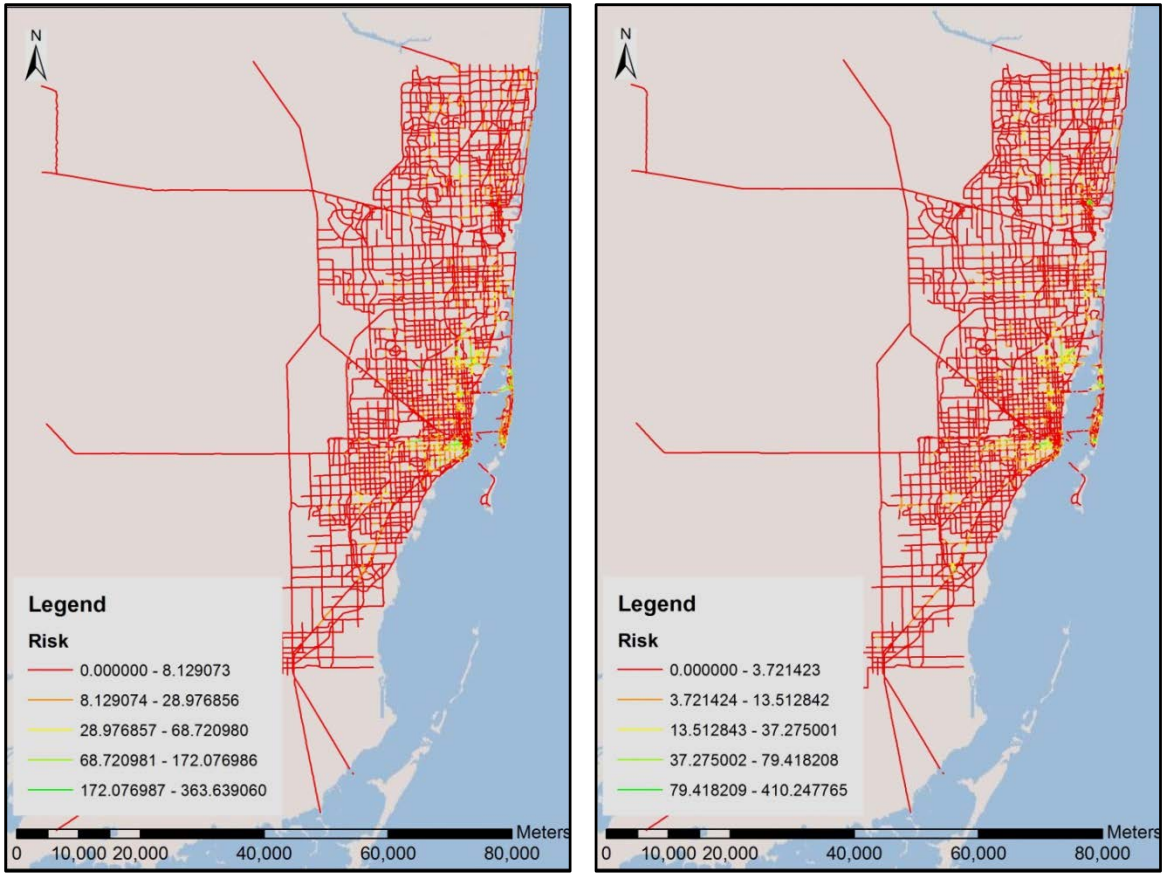 N
Legend
Risk
0.000000 - 8.129073
8.129074 - 28.976856
28.976857 - 68.720980
68.720981 - 172.076986
172.076987 - 363.639060
Meters
0 10,000 20,000 40,000 60,000 80,000
N
Legend
Risk
0.000000 - 3.721423
3.721424 - 13.512842
13.512843 - 37.275001
37.275002 - 79.418208
79.418209 - 410.247765
Meters
0 10,000 20,000 40,000 60,000 80,000